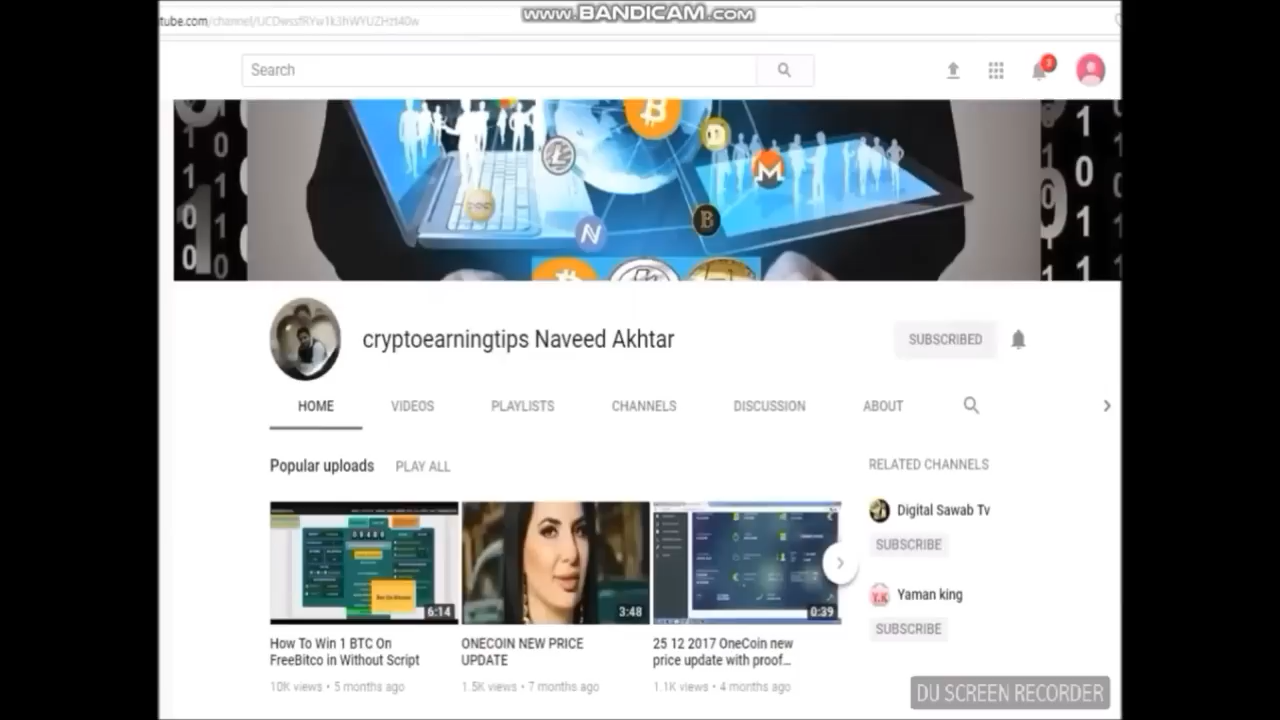 www.BANDICAM.com
Search
3
cryptoearningtips Naveed Akhtar
SUBSCRIBED
HOME VIDEOS PLAYLISTS CHANNELS DISCUSSION ABOUT
Popular uploads PLAY ALL
RELATED CHANNELS
Digital Sawab Tv
SUBSCRIBE
Yaman king
SUBSCRIBE
6:14
3:48
0:39
How To Win 1 BTC On
FreeBitco in Without Script
10K views • 5 months ago
ONECOIN NEW PRICE
UPDATE
1.5K views • 7 months ago
25 12 2017 OneCoin new
price update with proof...
1.1K views • 4 months ago
DU SCREEN RECORDER